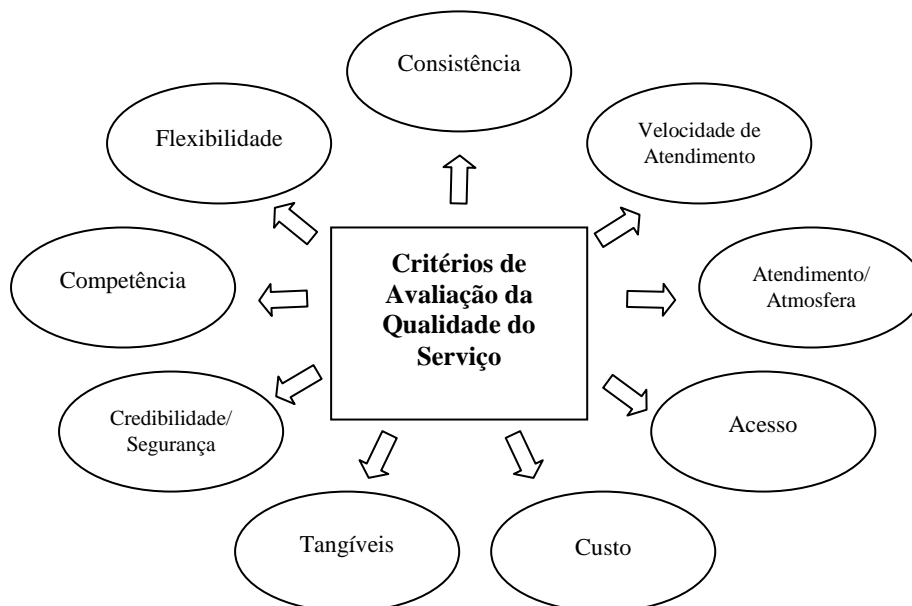 Consistência
Flexibilidade
Velocidade de
Atendimento
Critérios de
Avaliação da
Qualidade do
Serviço
Competência
Atendimento/
Atmosfera
Credibilidade/
Segurança
Acesso
Tangíveis
Custo